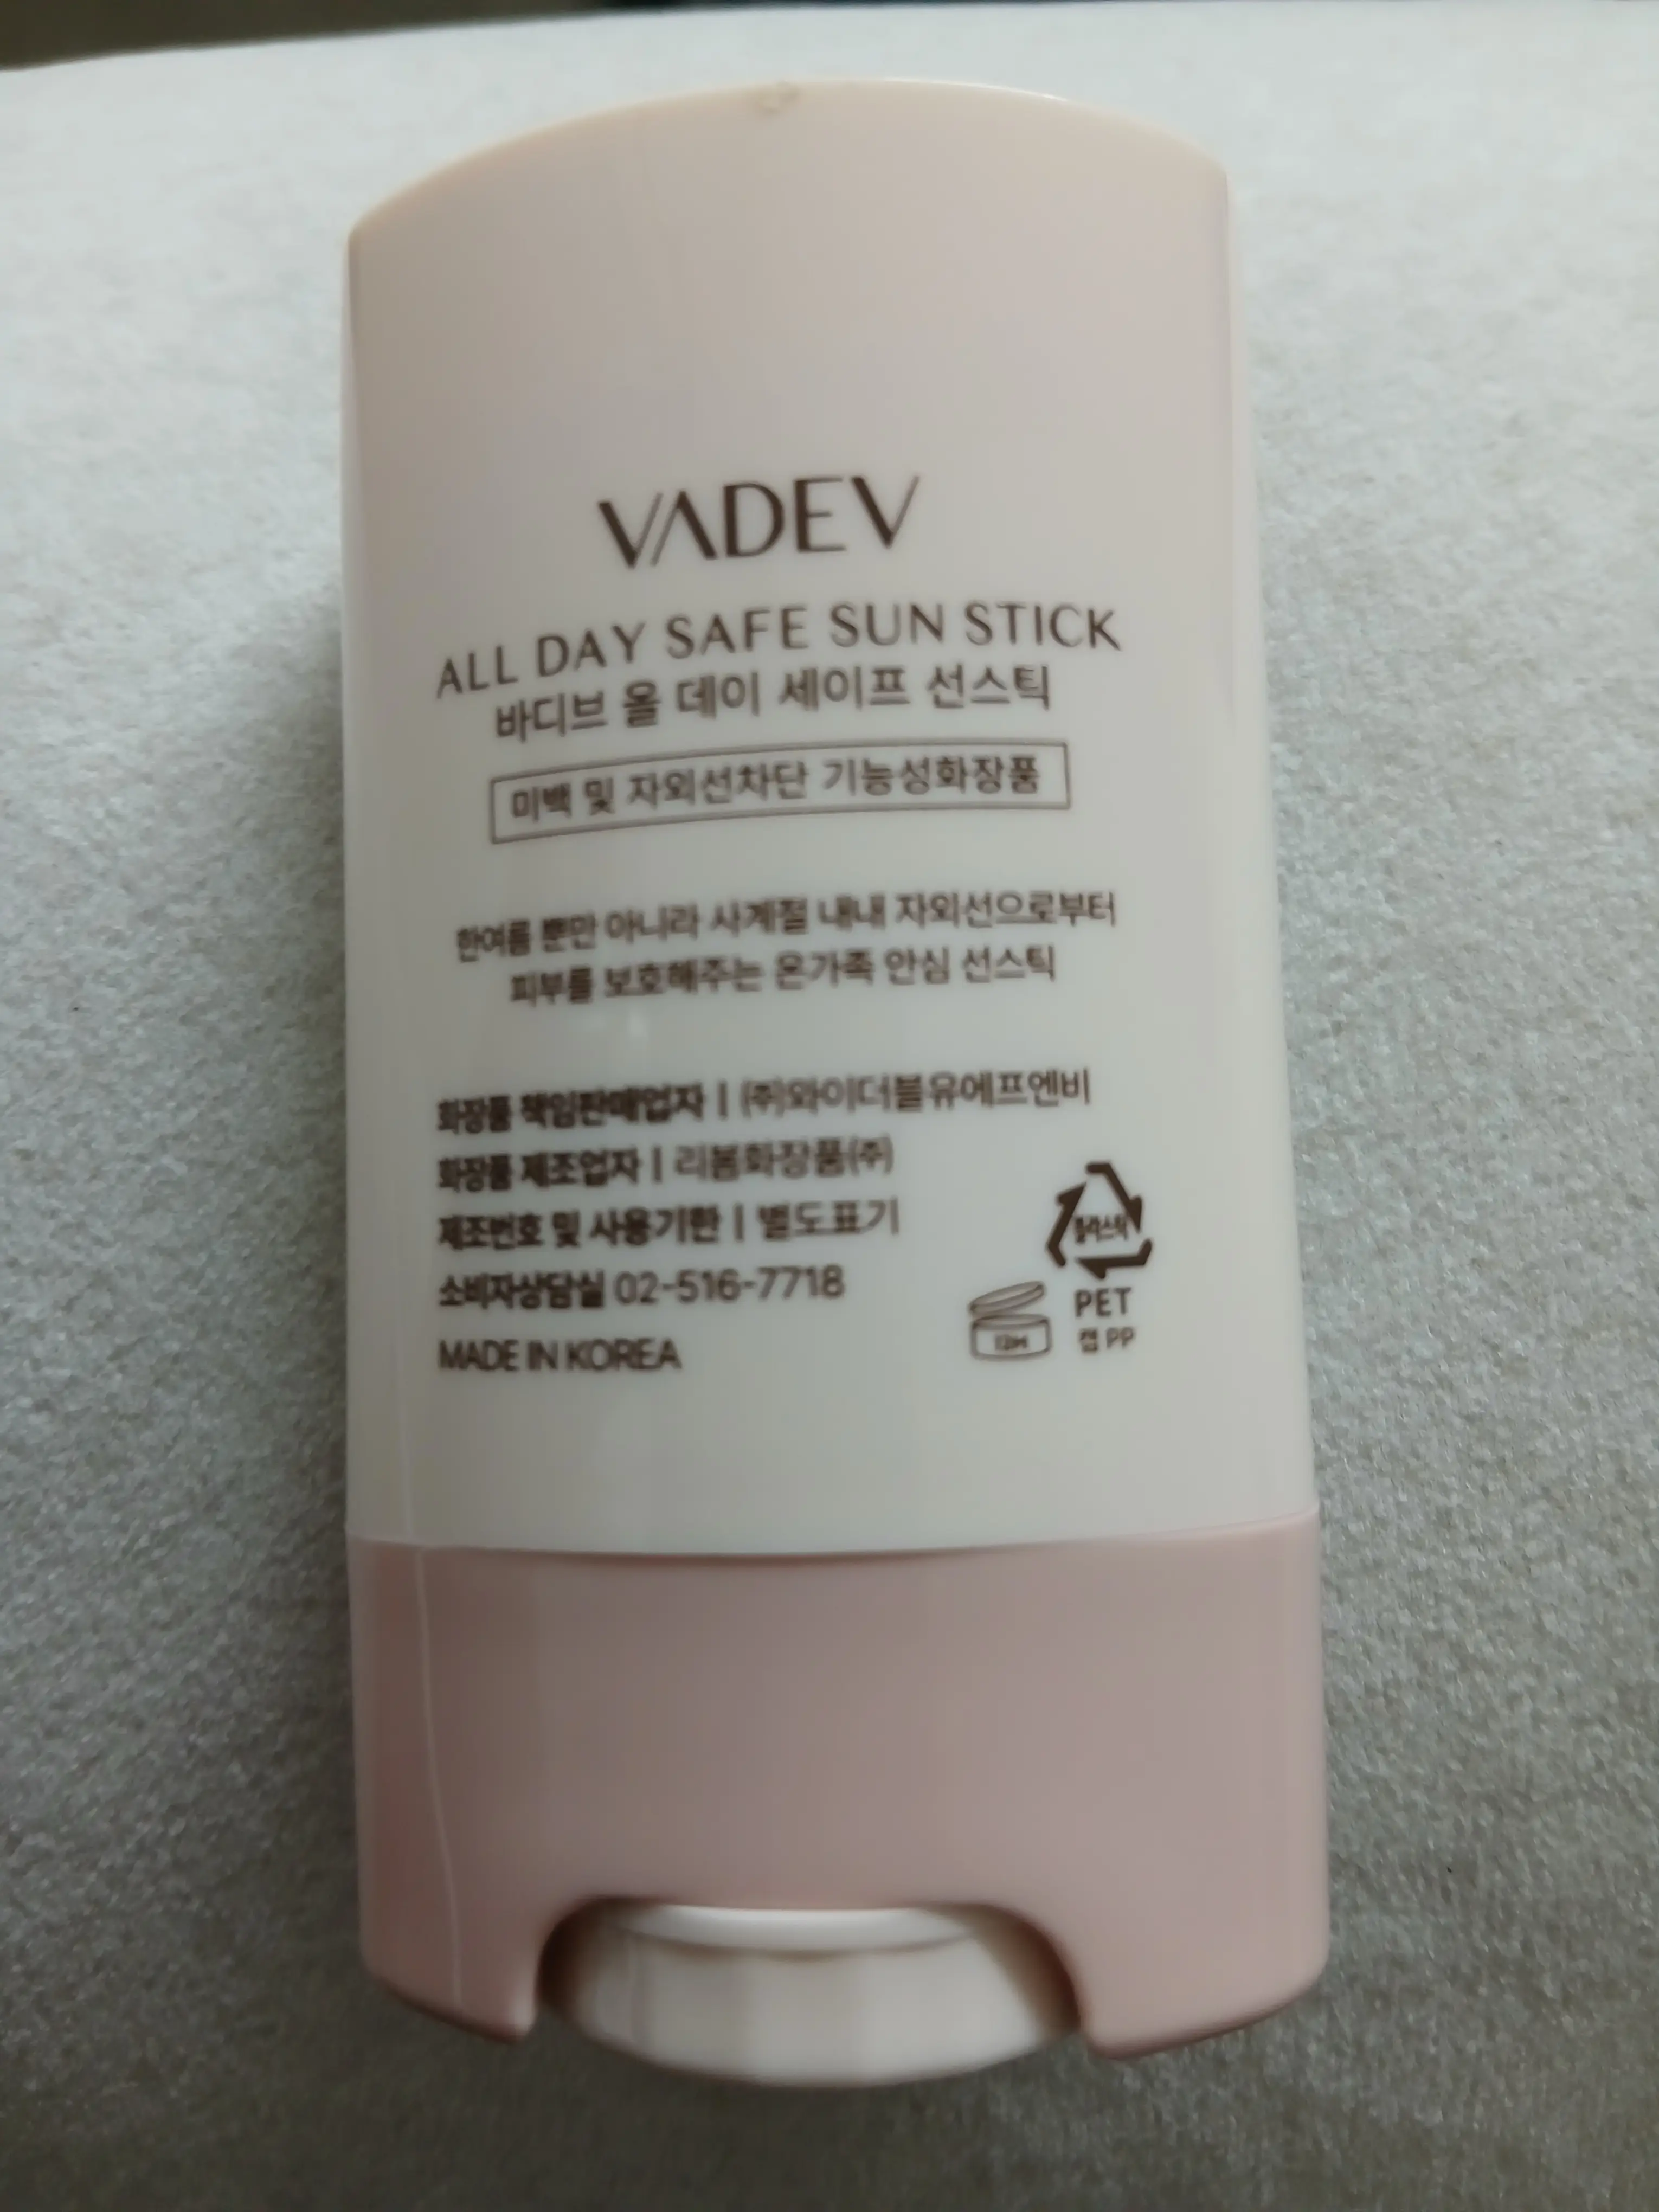 VADEV
ALL DAY SAFE SUN STICK
바디브 올 데이 세이프 선스틱
미백 및 자외선차단 기능성화장품
한여름 뿐만 아니라 사계절 내내 자외선으로부터
피부를 보호해주는 온가족 안심 선스틱
화장품 책임판매업자 | (주)와이더블유에프엔비
화장품 제조업자 | 리봄화장품(주)
제조번호 및 사용기한 | 별도표기
소비자상담실 02-516-7718
MADE IN KOREA
플라스틱
PET
캡 PP
12M